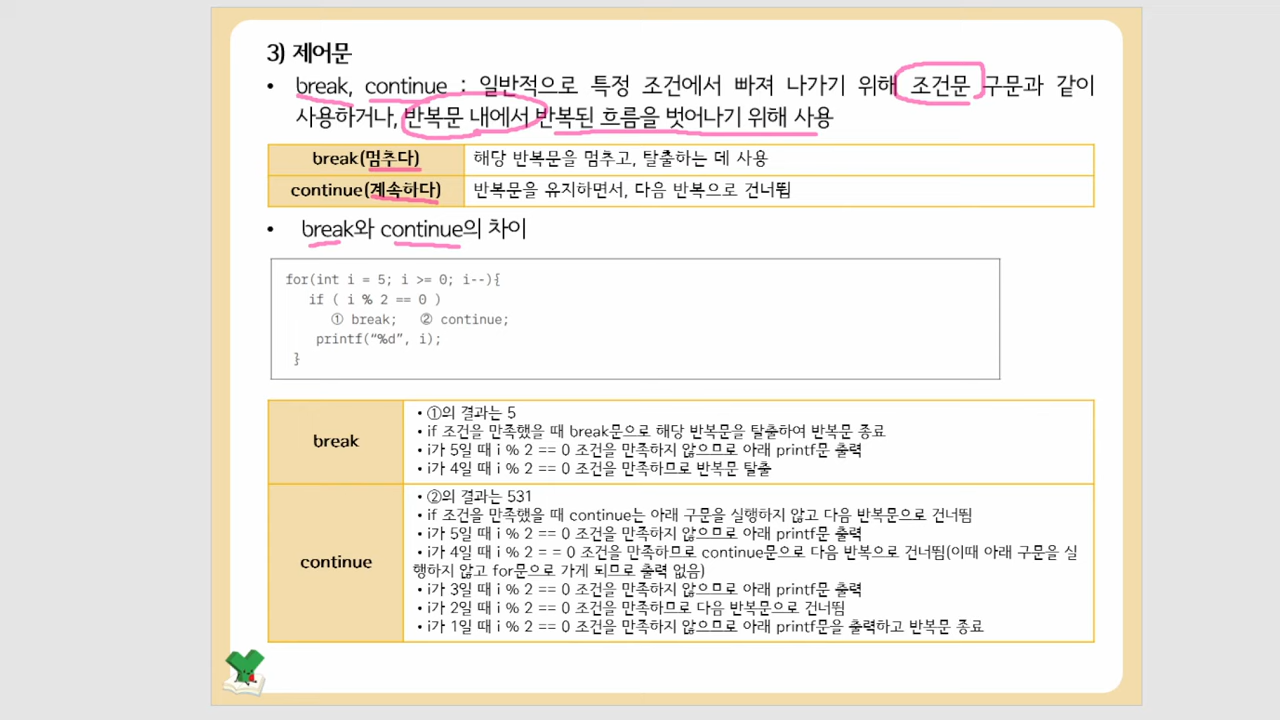 3) 제어문
• break, continue : 일반적으로 특정 조건에서 빠져 나가기 위해 조건문 구문과 같이
사용하거나, 반복문 내에서 반복된 흐름을 벗어나기 위해 사용
break(멈추다) 해당 반복문을 멈추고, 탈출하는 데 사용
continue(계속하다) 반복문을 유지하면서, 다음 반복으로 건너뜀
• break와 continue의 차이
for(int i = 5; i >= 0; i--){
if ( i % 2 == 0 )
① break; ② continue;
printf(“%d”, i);
}
break
• ①의 결과는 5
• if 조건을 만족했을 때 break문으로 해당 반복문을 탈출하여 반복문 종료
• i가 5일 때 i % 2 == 0 조건을 만족하지 않으므로 아래 printf문 출력
• i가 4일 때 i % 2 == 0 조건을 만족하므로 반복문 탈출
continue
• ②의 결과는 531
• if 조건을 만족했을 때 continue는 아래 구문을 실행하지 않고 다음 반복문으로 건너뜀
• i가 5일 때 i % 2 == 0 조건을 만족하지 않으므로 아래 printf문 출력
• i가 4일 때 i % 2 = = 0 조건을 만족하므로 continue문으로 다음 반복으로 건너뜀(이때 아래 구문을 실
행하지 않고 for문으로 가게 되므로 출력 없음)
• i가 3일 때 i % 2 == 0 조건을 만족하지 않으므로 아래 printf문 출력
• i가 2일 때 i % 2 == 0 조건을 만족하므로 다음 반복문으로 건너뜀
• i가 1일 때 i % 2 == 0 조건을 만족하지 않으므로 아래 printf문을 출력하고 반복문 종료